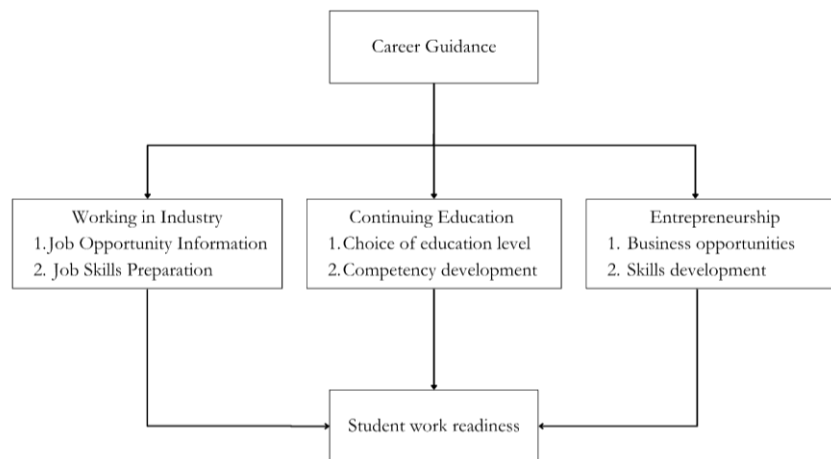 Career Guidance
Working in Industry
1.Job Opportunity Information
2. Job Skills Preparation
Continuing Education
1.Choice of education level
2.Competency development
Entrepreneurship
1. Business opportunities
2. Skills development
Student work readiness